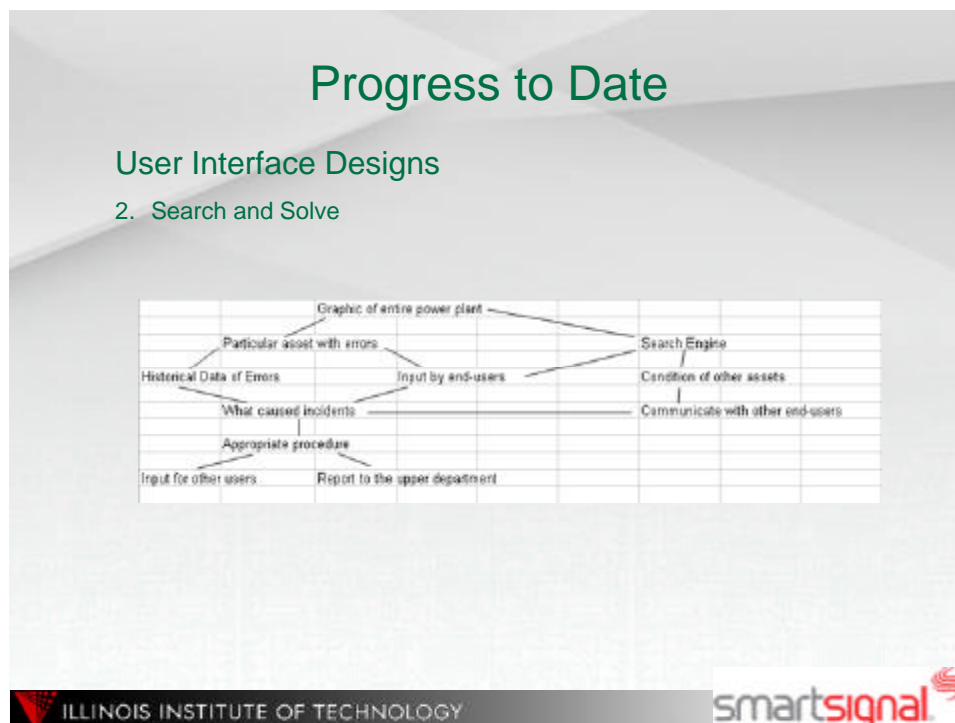 Progress to Date
User Interface Designs
2. Search and Solve
Graphic of entire power plant
Particular asset with errors
Search Engine
Historical Data of Errors
Input by end-users
Condition of other assets
What caused incidents
Communicate with other end-users
Appropriate procedure
Input for other users
Report to the upper department
ILLINOIS INSTITUTE OF TECHNOLOGY
smartsignal